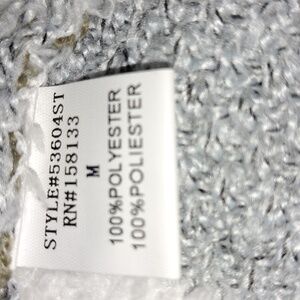 STYLE#53604ST
RN#158133
M
100%POLYESTER
100%POLIESTER